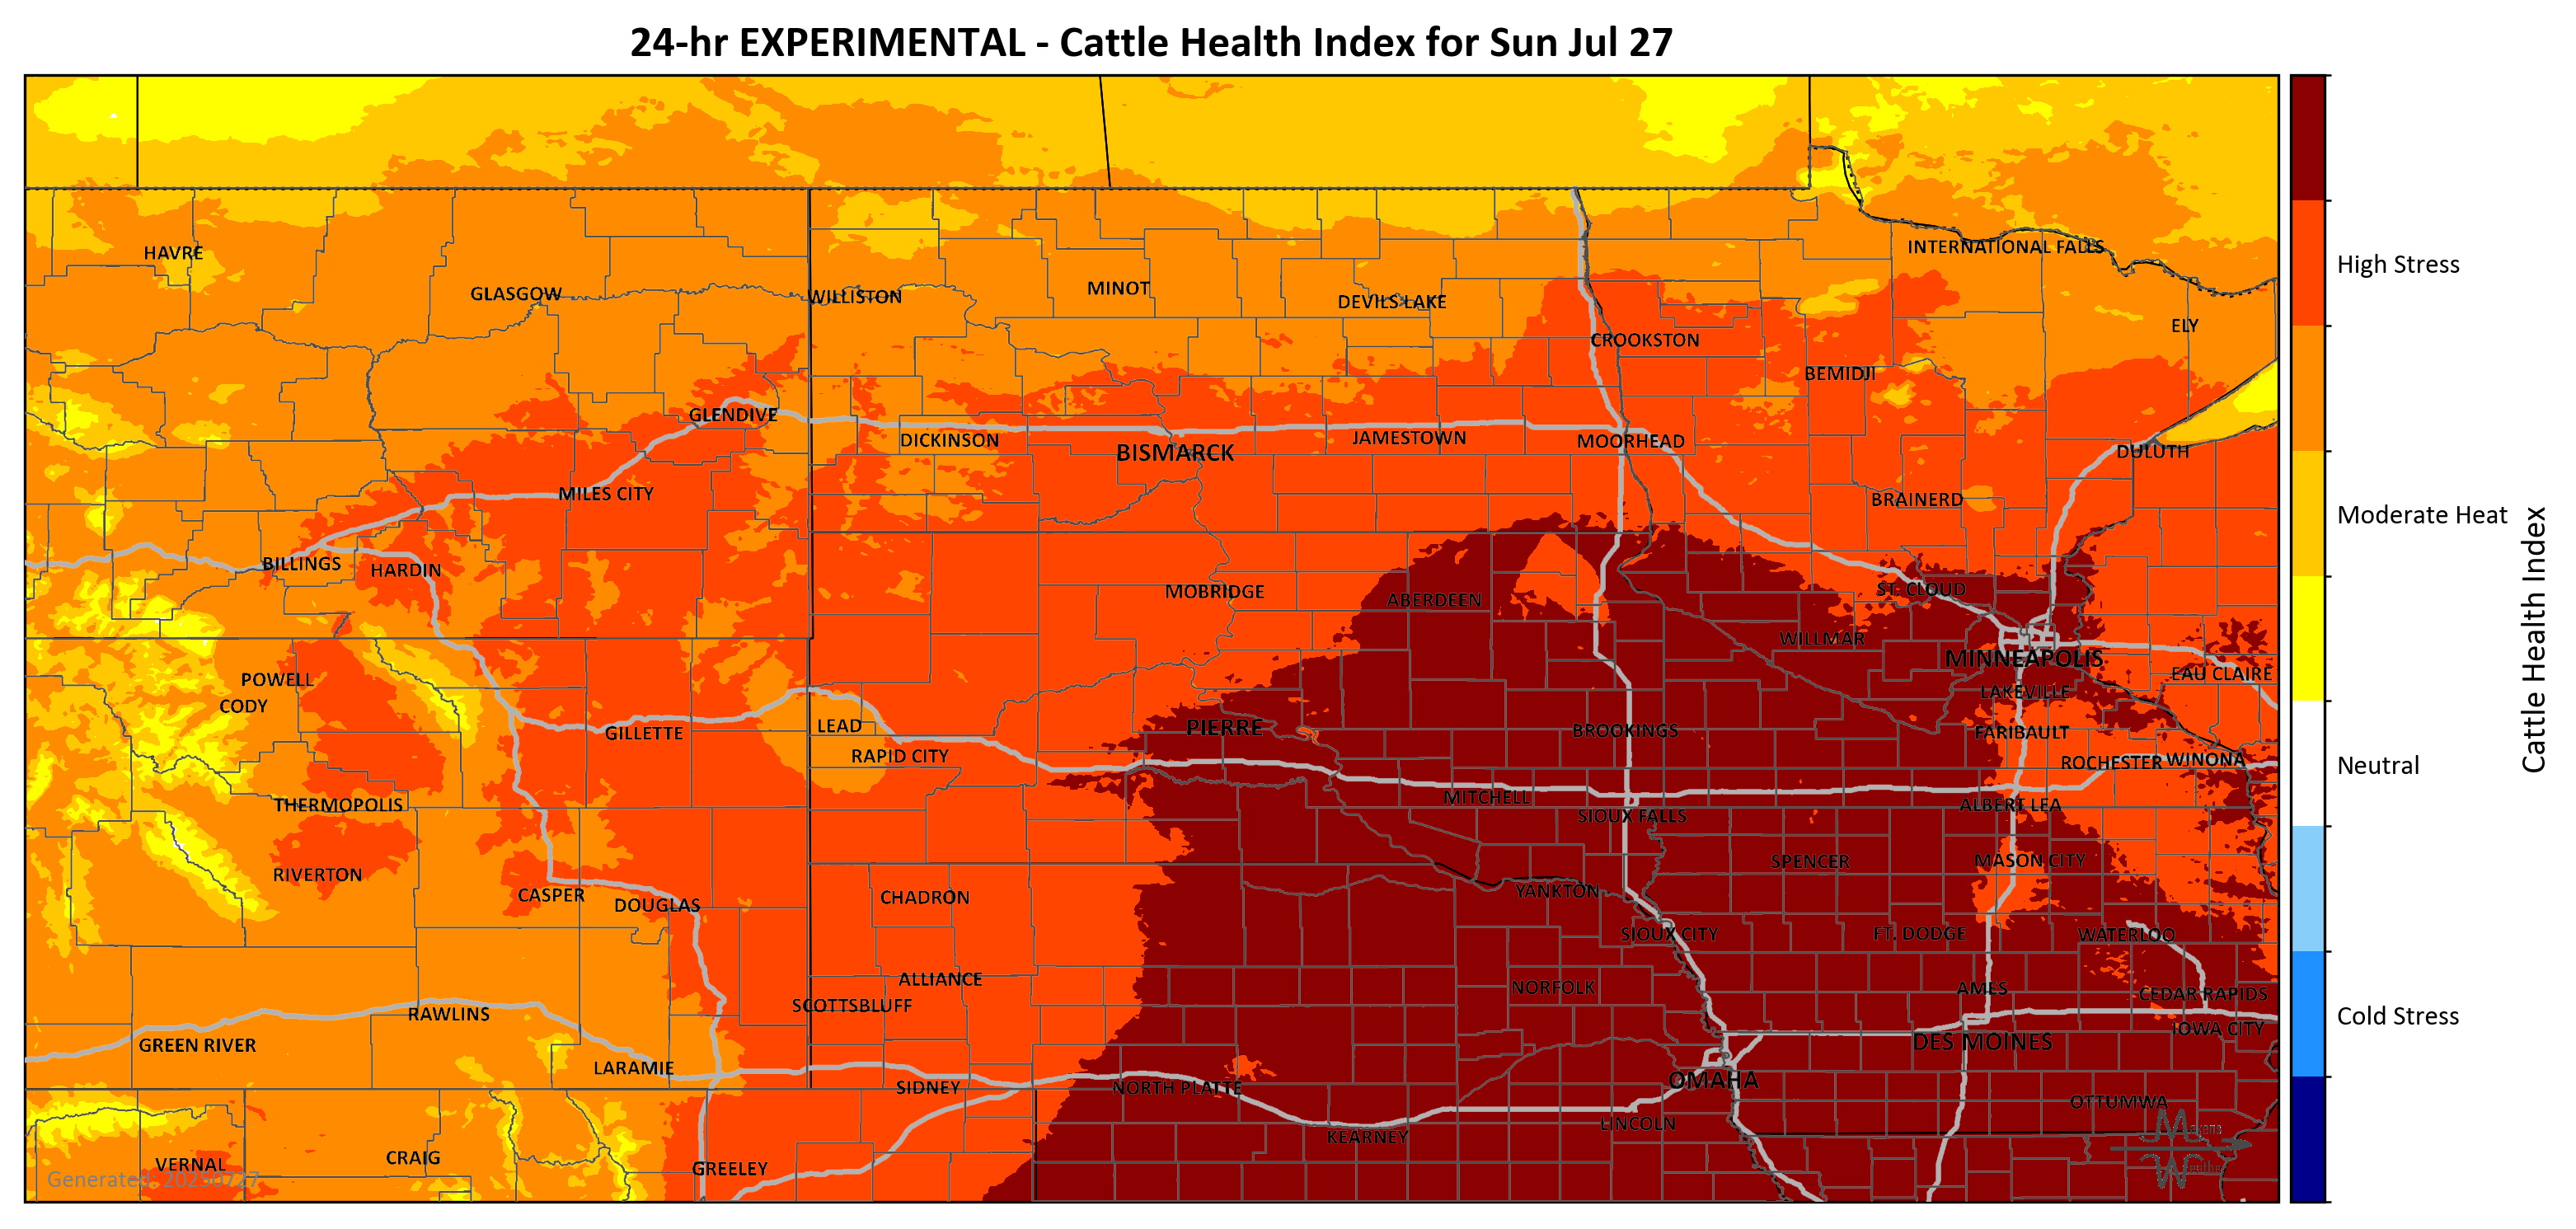 24-hr EXPERIMENTAL - Cattle Health Index for Sun Jul 27
HAVRE
INTERNATIONAL FALLS
GLASGOW
WILLISTON
MINOT
DEVILS LAKE
ELY
CROOKSTON
BEMIDJI
GLENDIVE
DICKINSON
BISMARCK
JAMESTOWN
MOORHEAD
DULUTH
MILES CITY
BRAINERD
BILLINGS
HARDIN
MOBRIDGE
ABERDEEN
ST. CLOUD
WILLMAR
MINNEAPOLIS
POWELL
EAU CLAIRE
CODY
LAKEVILLE
GILLETTE
LEAD
PIERRE
BROOKINGS
FARIBAULT
RAPID CITY
ROCHESTER
WINONA
THERMOPOLIS
MITCHELL
ALBERT LEA
SIOUX FALLS
RIVERTON
SPENCER
MASON CITY
CASPER
DOUGLAS
CHADRON
YANKTON
SIOUX CITY
FT. DODGE
WATERLOO
ALLIANCE
NORFOLK
AMES
CEDAR RAPIDS
SCOTTSBLUFF
RAWLINS
IOWA CITY
GREEN RIVER
DES MOINES
LARAMIE
SIDNEY
NORTH PLATTE
OMAHA
OTTUMWA
LINCOLN
KEARNEY
VERNAL
CRAIG
GREELEY
Generated: 20250727
High Stress
Moderate Heat
Neutral
Cold Stress
Cattle Health Index